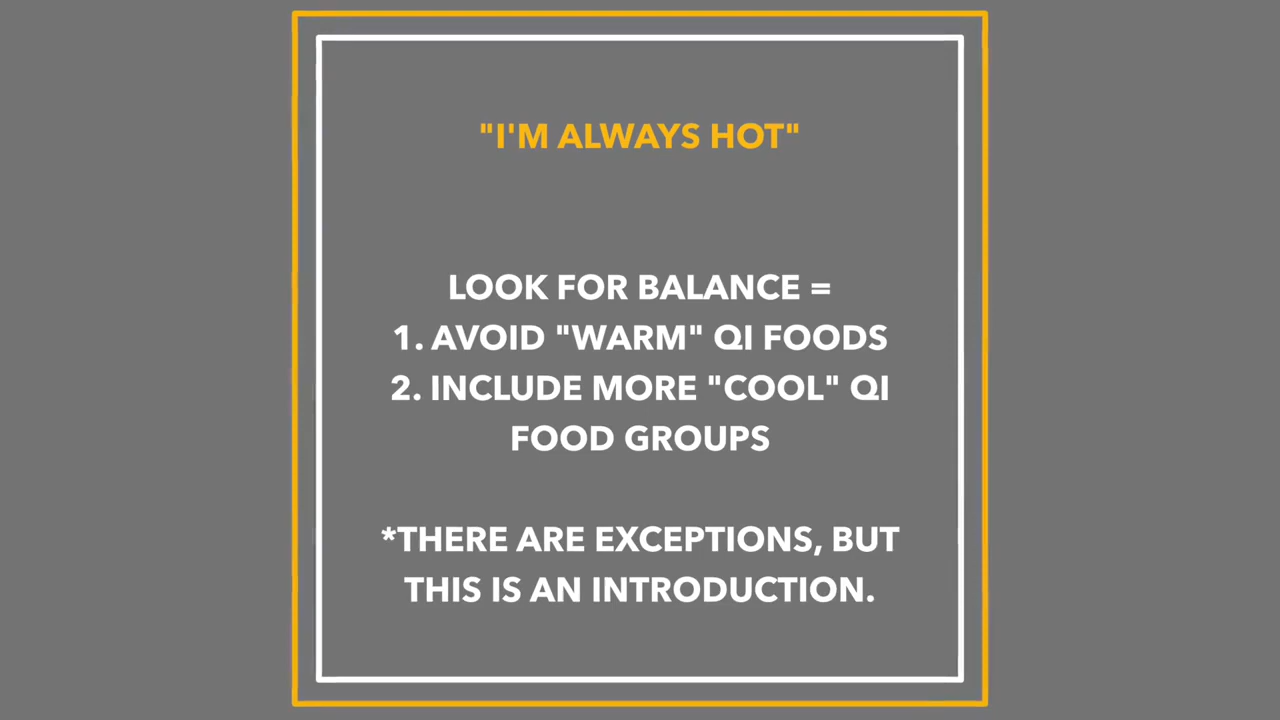 "I'M ALWAYS HOT"
LOOK FOR BALANCE =
1. AVOID "WARM" QI FOODS
2. INCLUDE MORE "COOL" QI
FOOD GROUPS
*THERE ARE EXCEPTIONS, BUT
THIS IS AN INTRODUCTION.